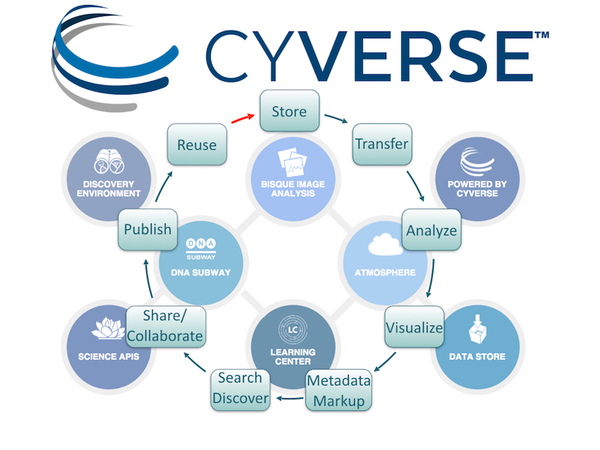 CYVERSE™
Store
Reuse
Transfer
DISCOVERY
ENVIRONMENT
BISQUE IMAGE
ANALYSIS
POWERED BY
CYVERSE
Publish
Analyze
DNA
SUBWAY
DNA SUBWAY
ATMOSPHERE
Share/
Collaborate
Visualize
SCIENCE APIS
LC
LEARNING
CENTER
DATA STORE
Search
Discover
Metadata
Markup